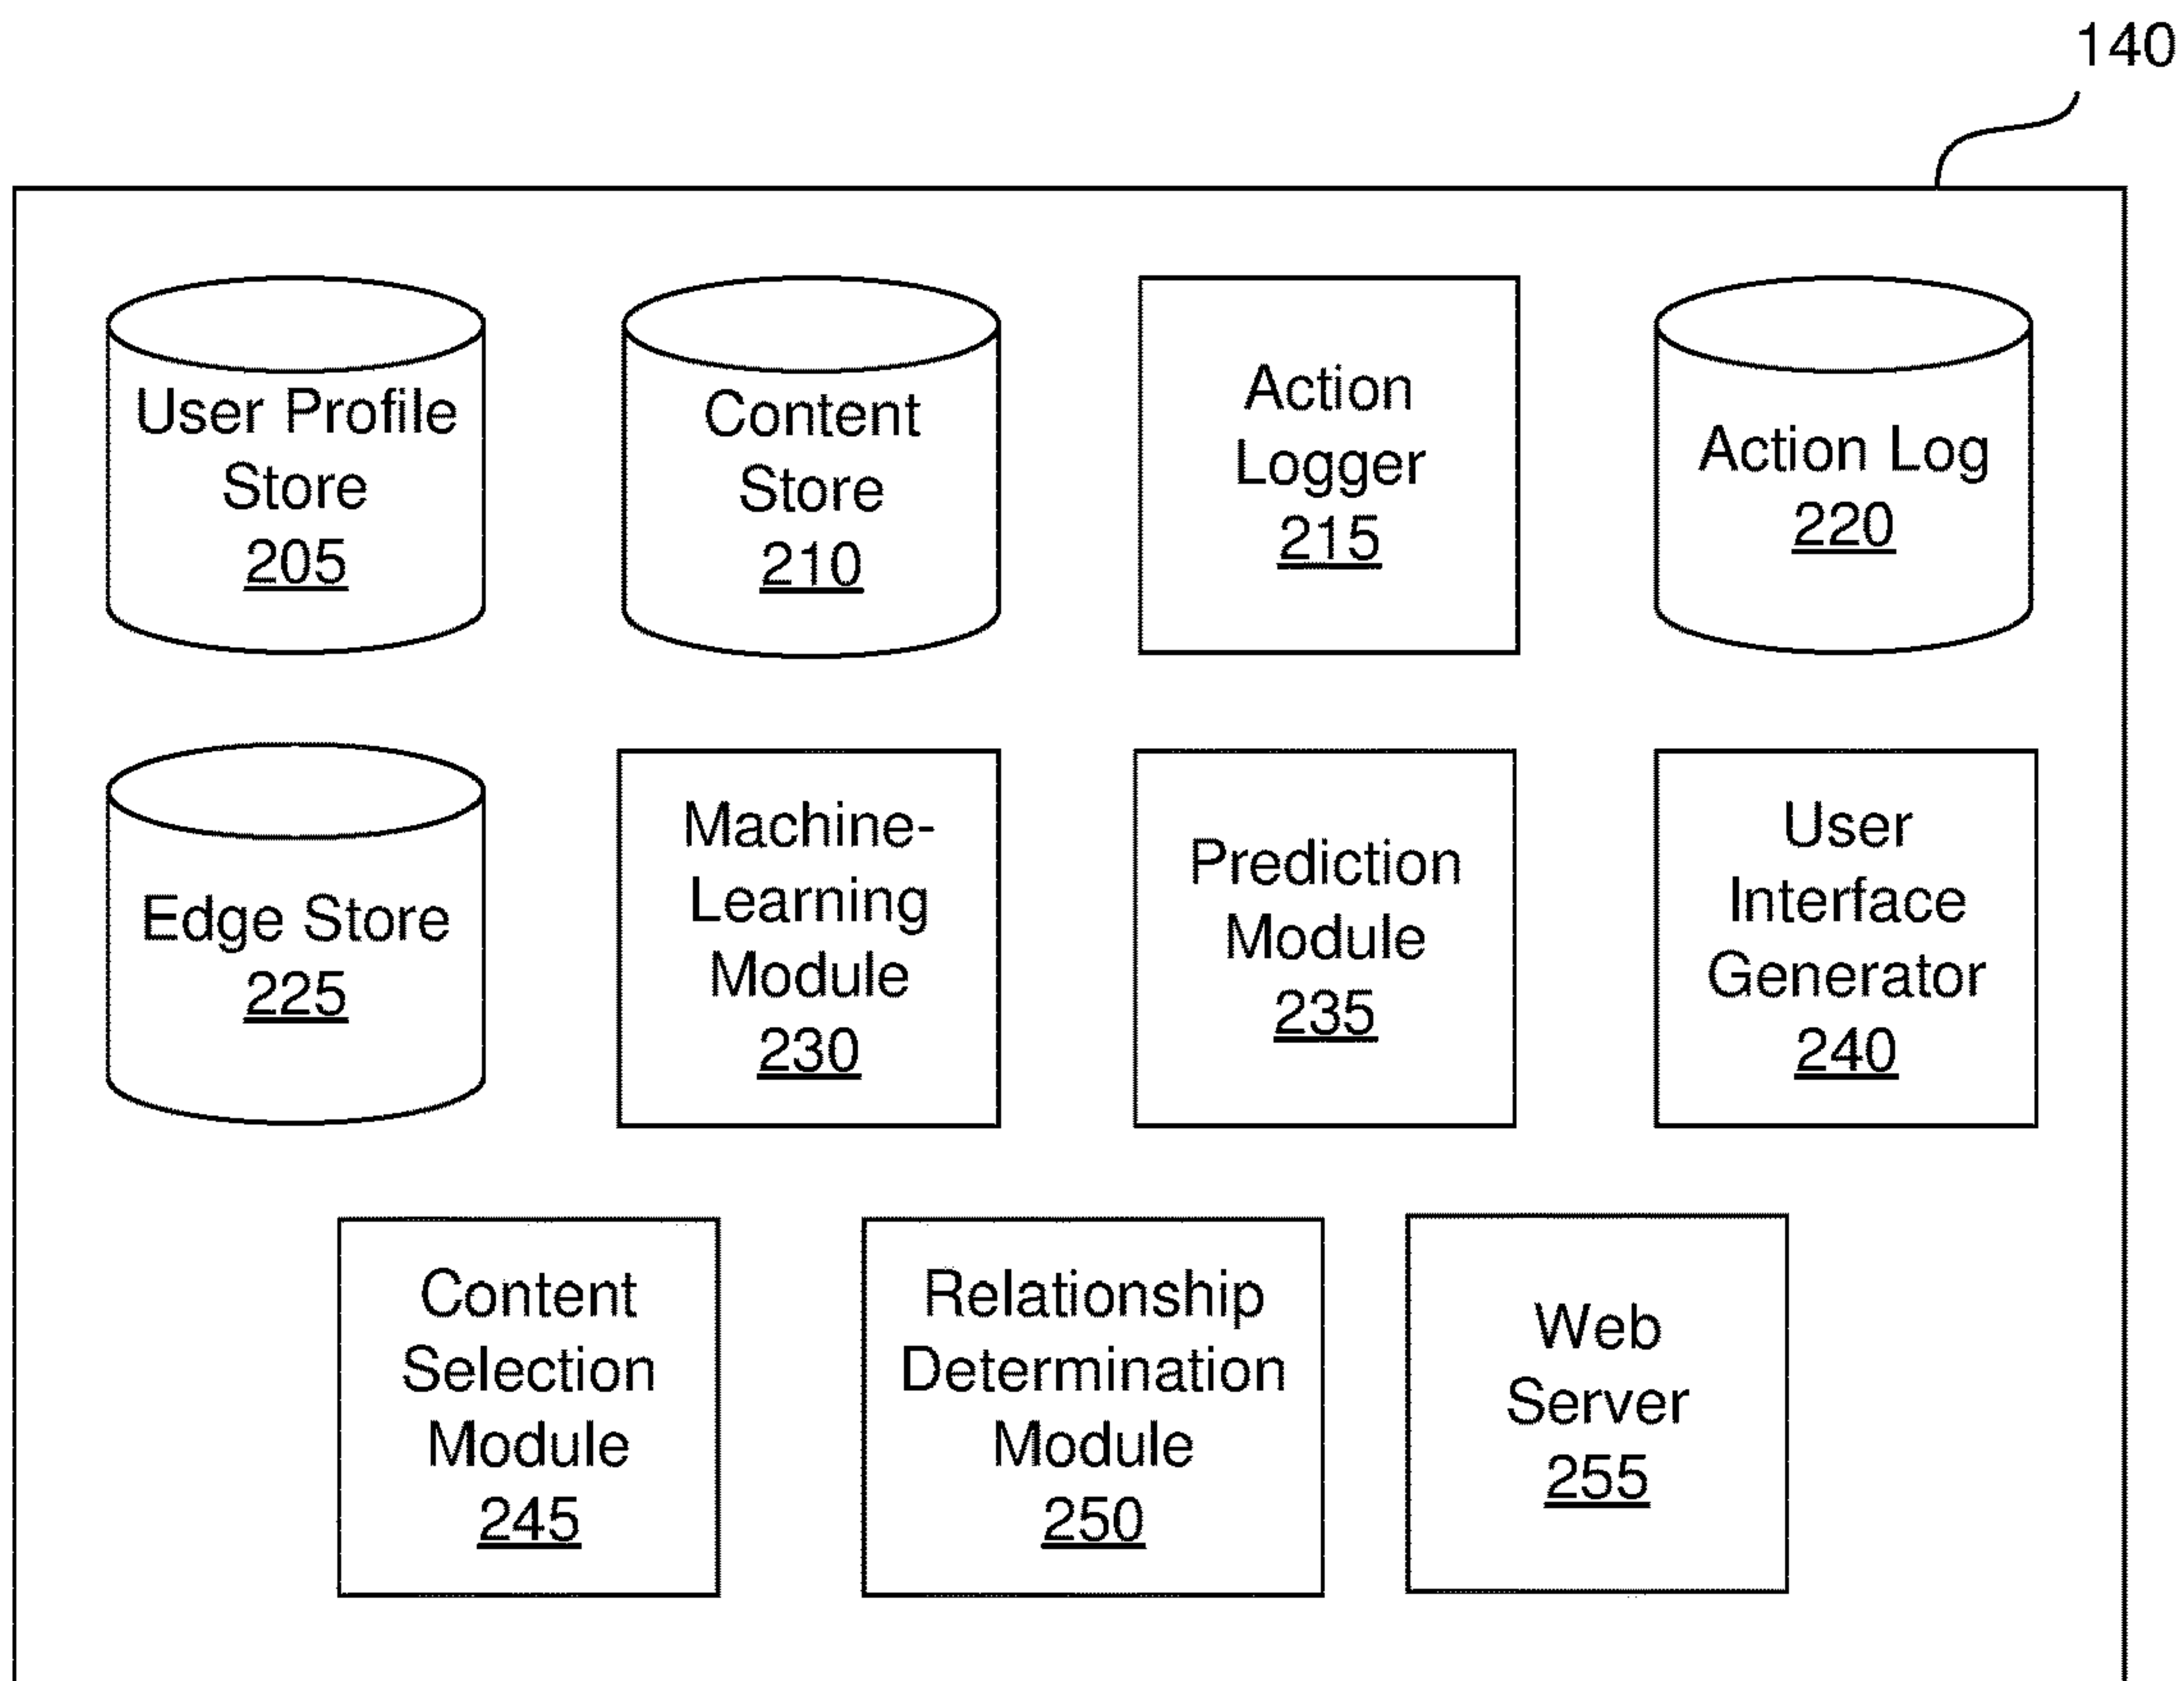 140
User Profile
Store
205
Content
Store
210
Action
Logger
215
Action Log
220
Edge Store
225
Machine-
Learning
Module
230
Prediction
Module
235
User
Interface
Generator
240
Content
Selection
Module
245
Relationship
Determination
Module
250
Web
Server
255